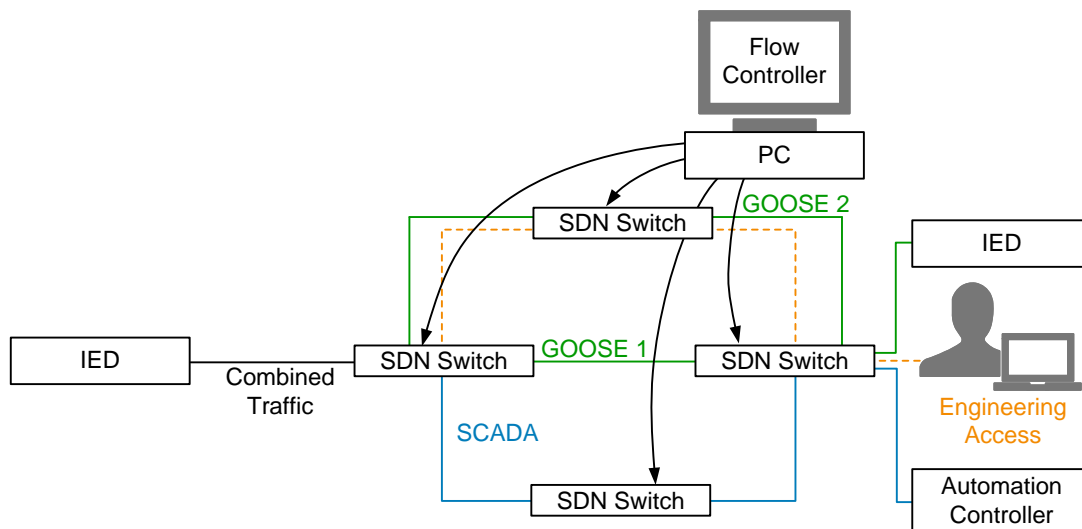 Flow
Controller
PC
GOOSE 2
SDN Switch
IED
IED
Combined
Traffic
SDN Switch
GOOSE 1
SDN Switch
Engineering
Access
SCADA
SDN Switch
Automation
Controller